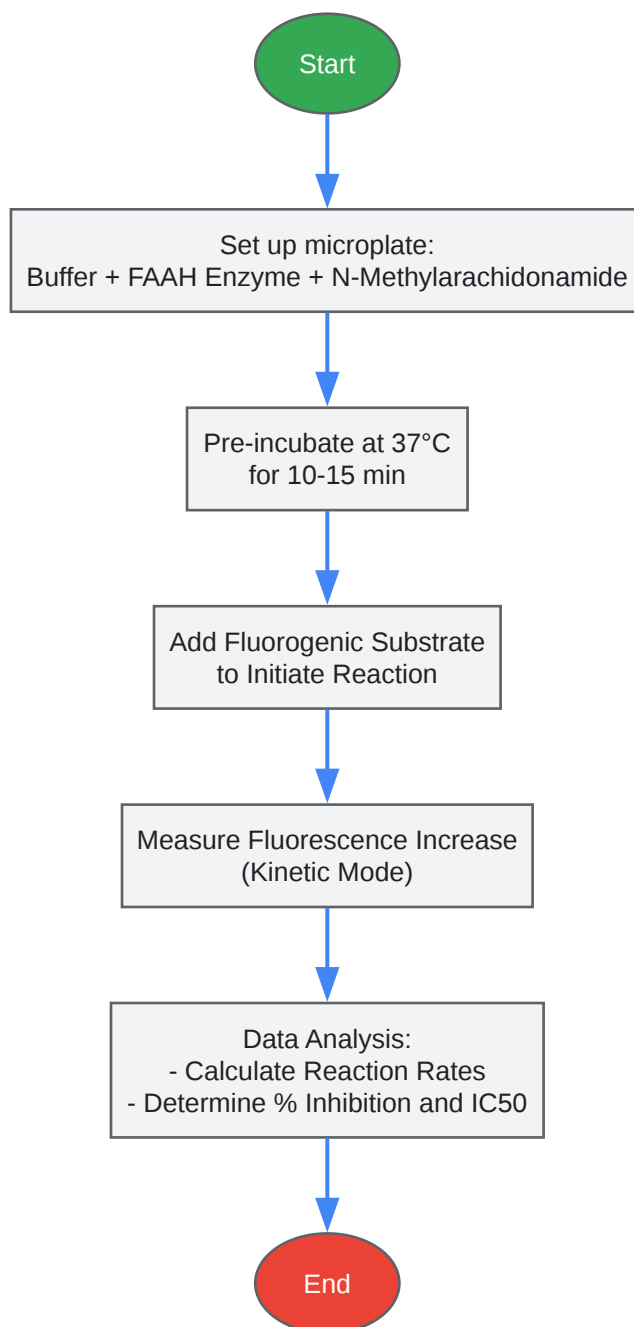 Start
Set up microplate:
Buffer + FAAH Enzyme + N-Methylarachidonamide
Pre-incubate at 37°C
for 10-15 min
Add Fluorogenic Substrate
to Initiate Reaction
Measure Fluorescence Increase
(Kinetic Mode)
Data Analysis:
- Calculate Reaction Rates
- Determine % Inhibition and IC50
End